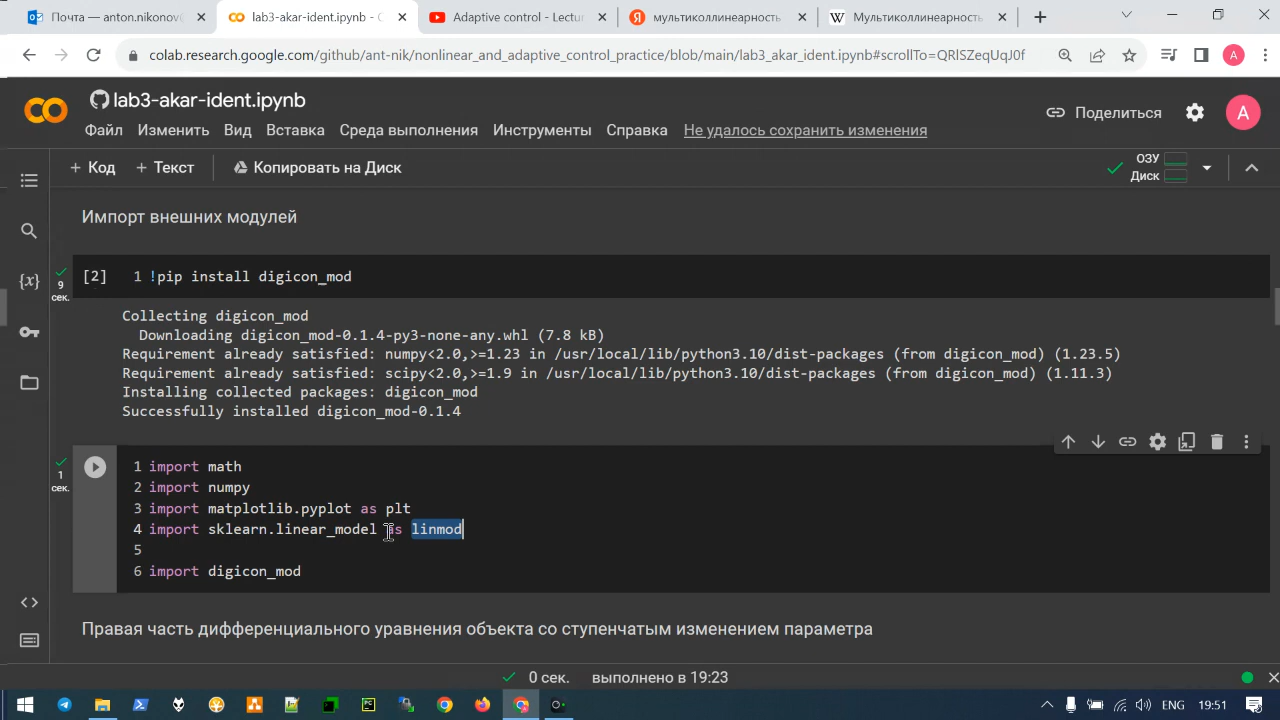 Почта — anton.nikonovi
lab3-akar-ident.ipynb - C
Adaptive control - Lectur
мультиколлинеарность
Мультиколлинеарность
colab.research.google.com/github/ant-nik/nonlinear_and_adaptive_control_practice/blob/main/lab3_akar_ident.ipynb#scrollTo=QRlSZeqUqJ0f
A
lab3-akar-ident.ipynb
Поделиться
A
Файл Изменить Вид Вставка Среда выполнения Инструменты Справка Не удалось сохранить изменения
+ Код + Текст Копировать на Диск
ОЗУ
Диск
Импорт внешних модулей
[2] 1 !pip install digicon_mod
9
сек.
Collecting digicon_mod
Downloading digicon_mod-0.1.4-py3-none-any.whl (7.8 kB)
Requirement already satisfied: numpy<2.0,>=1.23 in /usr/local/lib/python3.10/dist-packages (from digicon_mod) (1.23.5)
Requirement already satisfied: scipy<2.0,>=1.9 in /usr/local/lib/python3.10/dist-packages (from digicon_mod) (1.11.3)
Installing collected packages: digicon_mod
Successfully installed digicon_mod-0.1.4
1
сек.
1 import math
2 import numpy
3 import matplotlib.pyplot as plt
4 import sklearn.linear_model as linmod
5
6 import digicon_mod
Правая часть дифференциального уравнения объекта со ступенчатым изменением параметра
0 сек. выполнено в 19:23
ENG 19:51